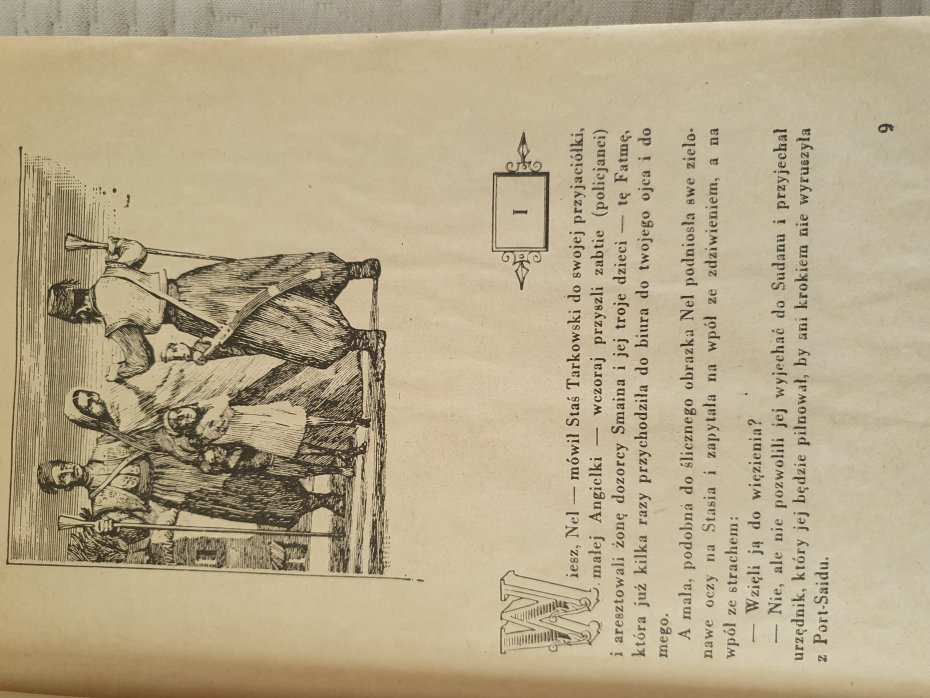 I
Wiesz, Nel — mówił Staś Tarkowski do swojej przyjaciółki,
małej Angielki — wczoraj przyszli zabtie (policjanci)
i aresztowali żonę dozorcy Smaina i jej troje dzieci — tę Fatmę,
która już kilka razy przychodziła do biura do twojego ojca i do
mego.
A mała, podobna do ślicznego obrazka Nel podniosła swe zielo-
nawe oczy na Stasia i zapytała na wpół ze zdziwieniem, a na
wpół ze strachem:
— Wzięli ją do więzienia?
— Nie, ale nie pozwolili jej wyjechać do Sudanu i przyjechał
urzędnik, który jej będzie pilnował, by ani krokiem nie wyruszyła
z Port-Saidu.
9